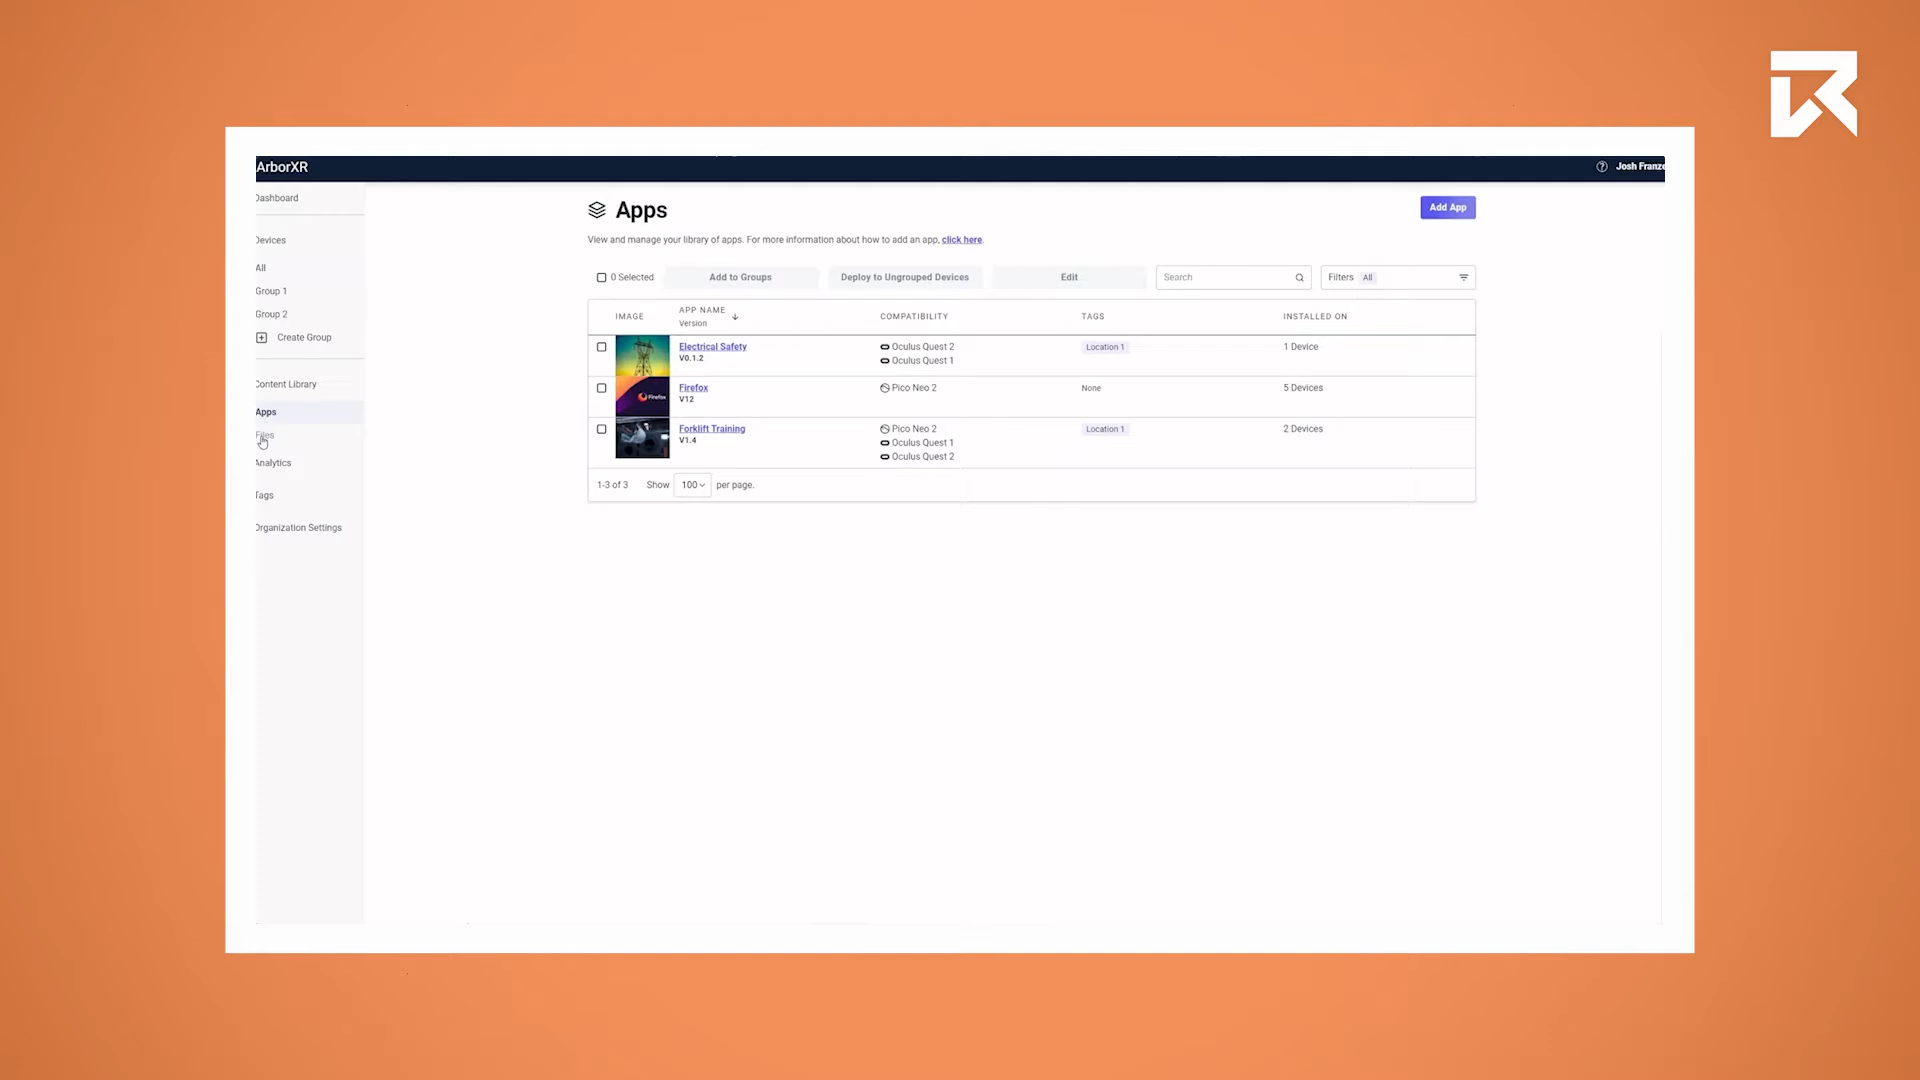 ArborXR
Josh Franze
Dashboard
Devices
All
Group 1
Group 2
Create Group
Content Library
Apps
Files
Analytics
Tags
Organization Settings
Apps
Add App
View and manage your library of apps. For more information about how to add an app, click here.
0 Selected
Add to Groups
Deploy to Ungrouped Devices
Edit
Search
Filters All
IMAGE
APP NAME
Version
COMPATIBILITY
TAGS
INSTALLED ON
Electrical Safety
V0.1.2
Oculus Quest 2
Oculus Quest 1
Location 1
1 Device
Firefox
Firefox
V12
Pico Neo 2
None
5 Devices
Forklift Training
V1.4
Pico Neo 2
Oculus Quest 1
Oculus Quest 2
Location 1
2 Devices
1-3 of 3
Show 100 per page.